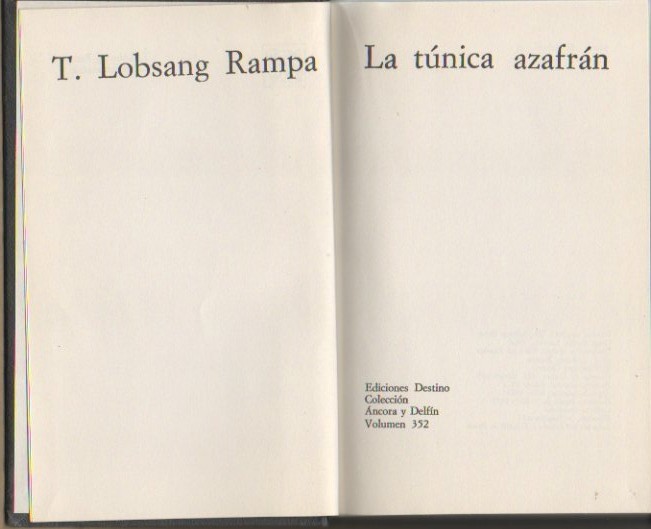 T. Lobsang Rampa
La túnica azafrán
Ediciones Destino
Colección
Áncora y Delfín
Volumen 352